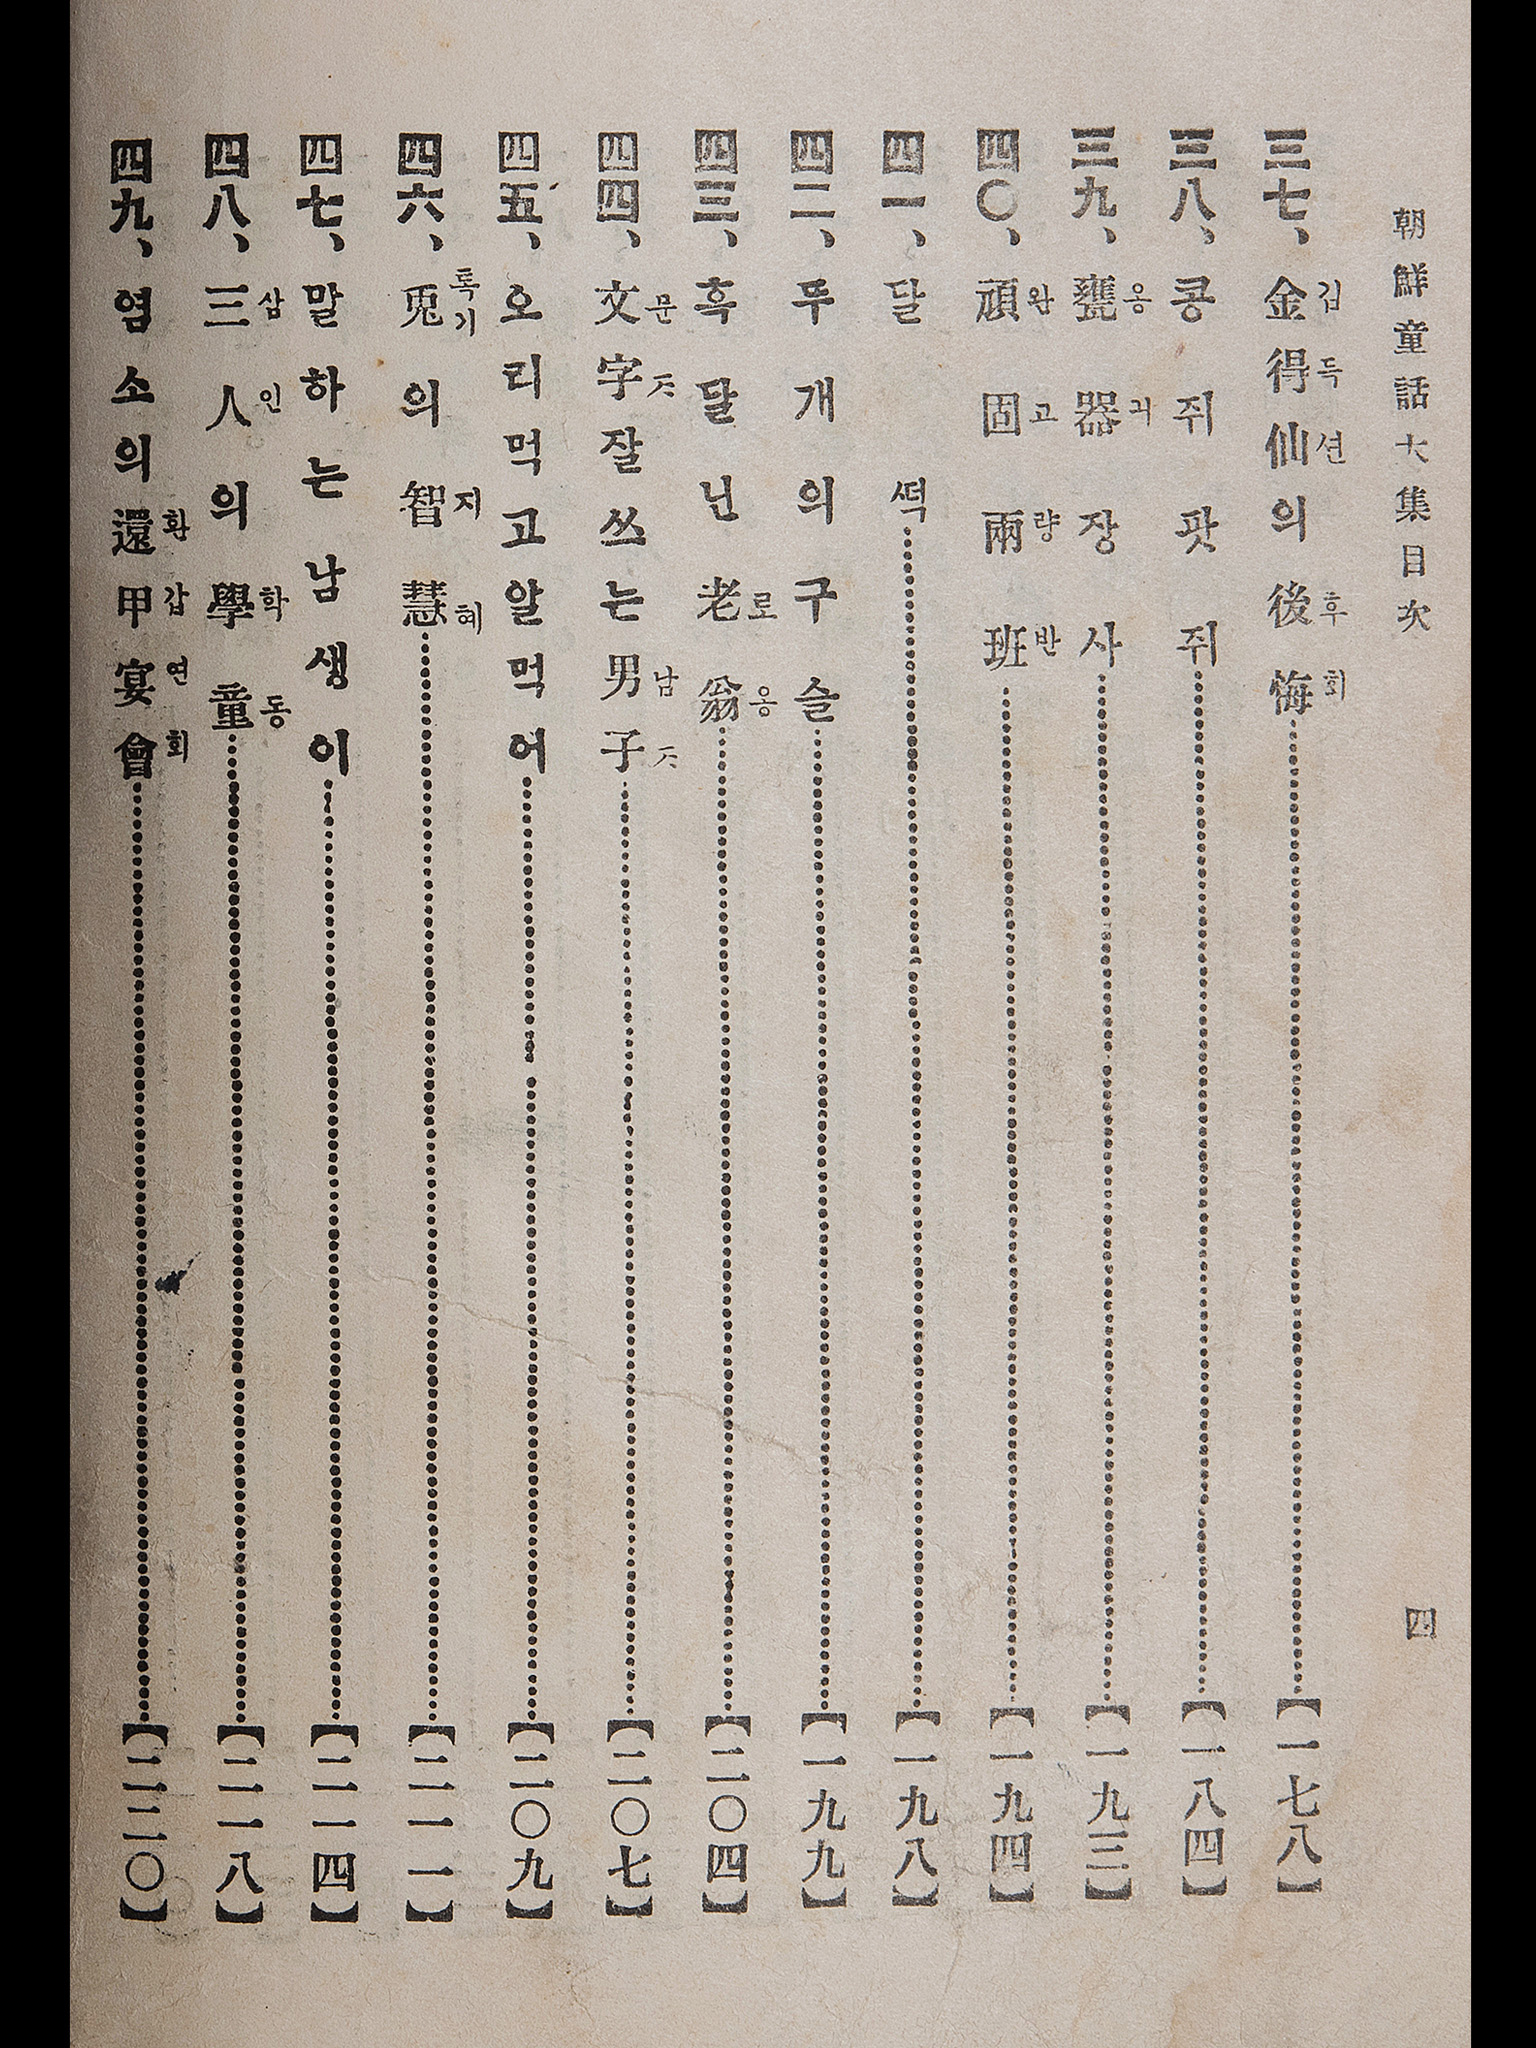 朝鮮童話大集目次
四
三七、金得仙의後悔【一七八】
김득션후회
三八、콩쥐팟쥐【一八四】
三九、甕器장사【一九三】
옹긔
四〇、頑固兩班【一九四】
완고량반
四一、달떡【一九八】
四二、두개의구슬【一九九】
四三、혹달닌老翁【二〇四】
로옹
四四、文字잘쓰는男子【二〇七】
문ᄌᆞ남ᄌᆞ
四五、오리먹고알먹어【二〇九】
四六、兎의智慧【二一一】
톡기지혜
四七、말하는남생이【二一四】
四八、三人의學童【二一八】
삼인학동
四九、염소의還甲宴會【二二〇】
환갑연회